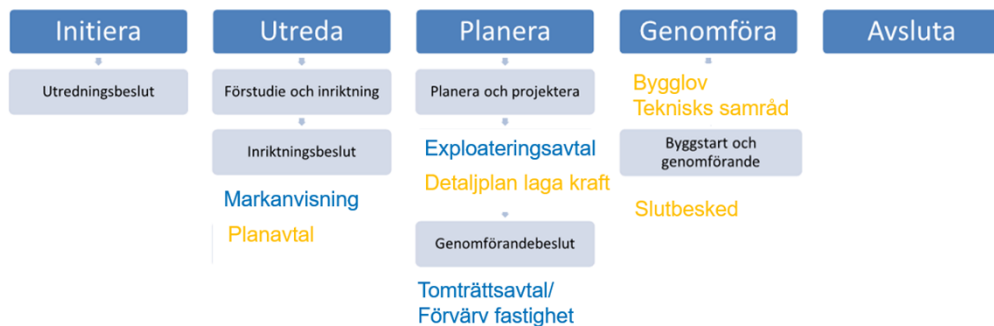 Initiera
Utredningsbeslut
Utreda
Förstudie och inriktning
Inriktningsbeslut
Markanvisning
Planavtal
Planera
Planera och projektera
Exploateringsavtal
Detaljplan laga kraft
Genomförandebeslut
Tomträttsavtal/
Förvärv fastighet
Genomföra
Bygglov
Teknisks samråd
Byggstart och
genomförande
Slutbesked
Avsluta